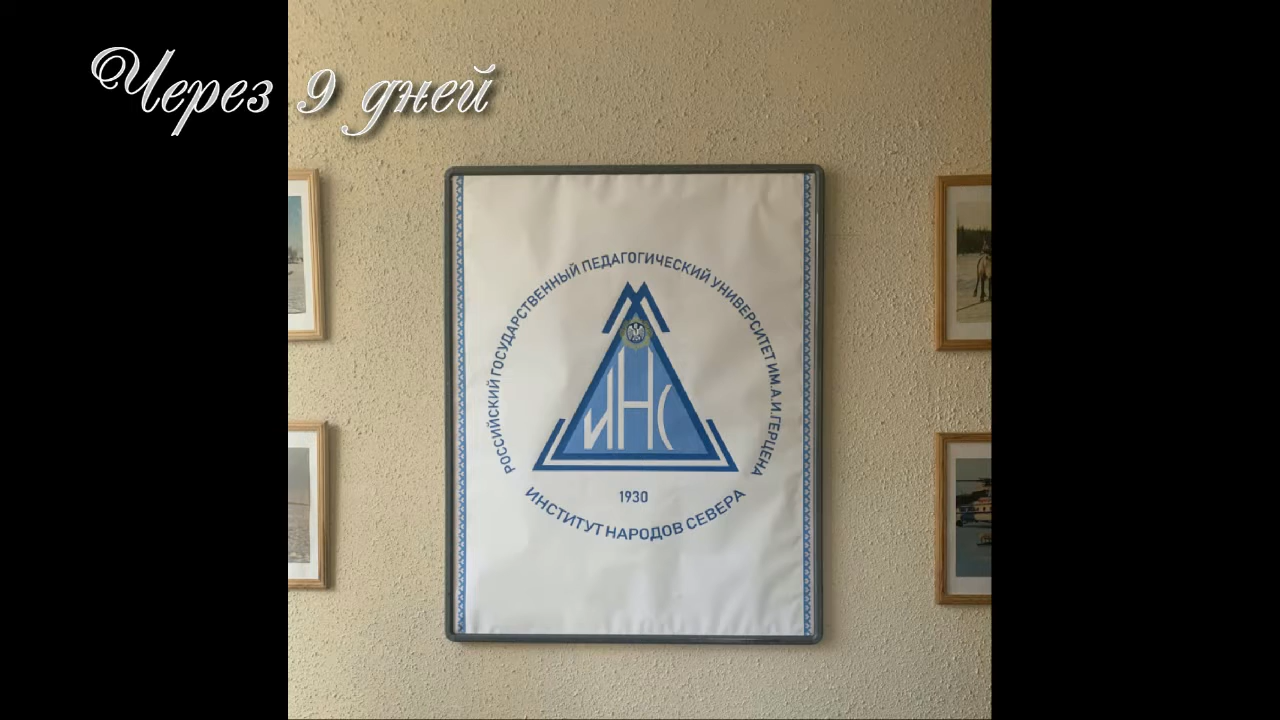 Через 9 дней
РОССИЙСКИЙ ГОСУДАРСТВЕННЫЙ ПЕДАГОГИЧЕСКИЙ УНИВЕРСИТЕТ ИМ.А.И.ГЕРЦЕНА
ИНС
1930
ИНСТИТУТ НАРОДОВ СЕВЕРА